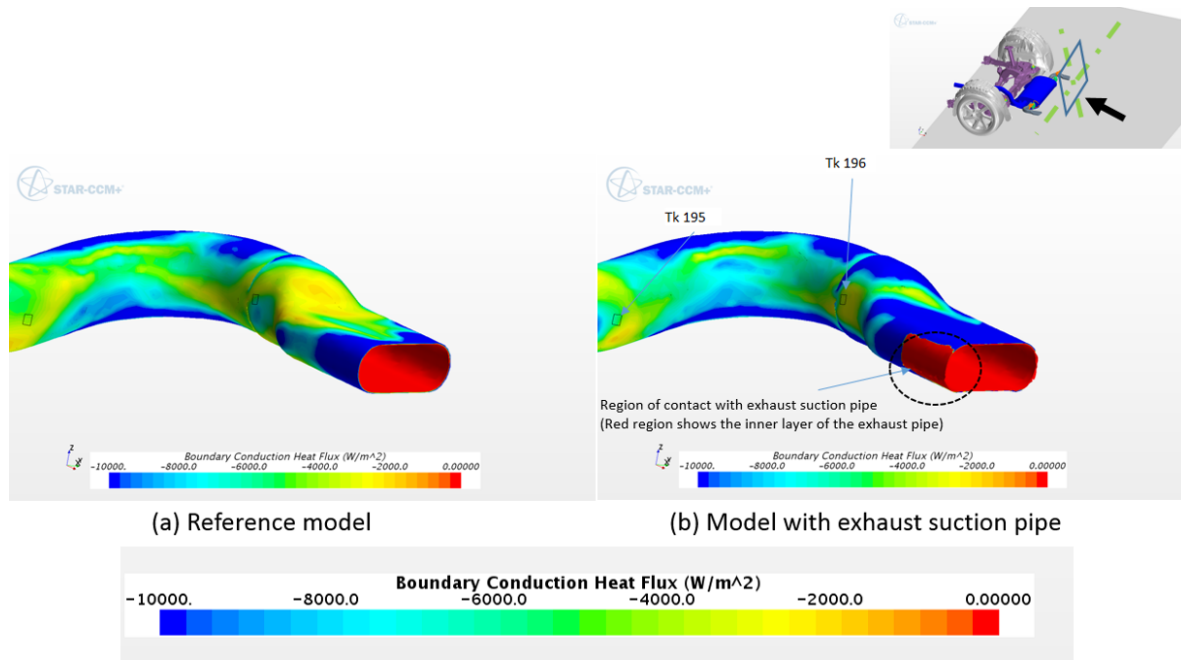 STAR-CCM+
Tk 196
STAR-CCM+
STAR-CCM+
Tk 195
Region of contact with exhaust suction pipe
(Red region shows the inner layer of the exhaust pipe)
Boundary Conduction Heat Flux (W/m^2)
-10000. -8000.0 -6000.0 -4000.0 -2000.0 0.00000
Boundary Conduction Heat Flux (W/m^2)
-10000. -8000.0 -6000.0 -4000.0 -2000.0 0.00000
(a) Reference model
(b) Model with exhaust suction pipe
Boundary Conduction Heat Flux (W/m^2)
-10000. -8000.0 -6000.0 -4000.0 -2000.0 0.00000